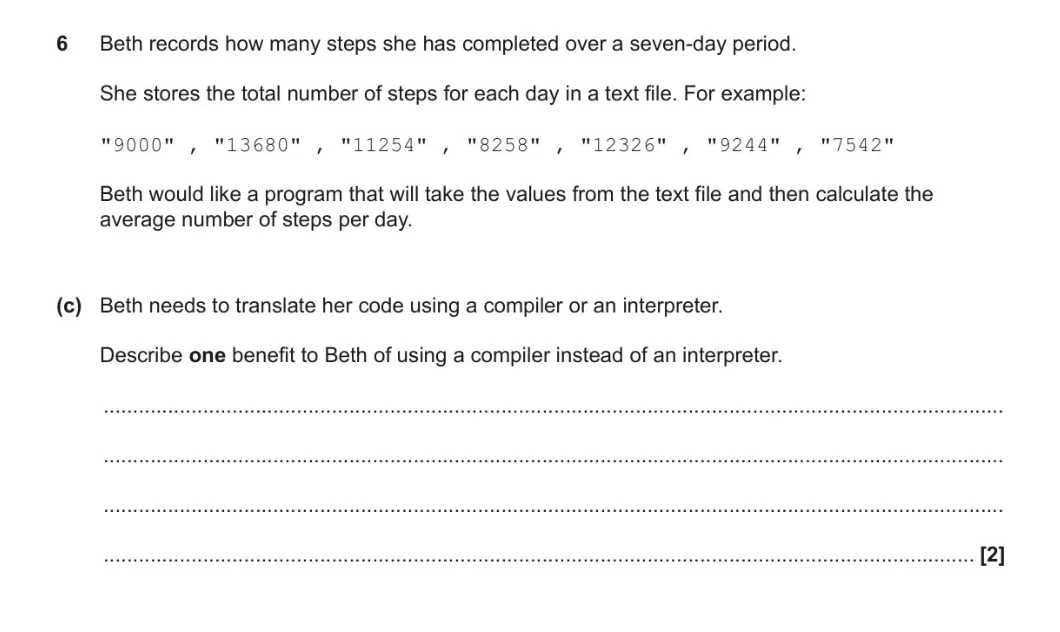 6 Beth records how many steps she has completed over a seven-day period.
She stores the total number of steps for each day in a text file. For example:
"9000" , "13680" , "11254" , "8258" , "12326" , "9244" , "7542"
Beth would like a program that will take the values from the text file and then calculate the
average number of steps per day.
(c) Beth needs to translate her code using a compiler or an interpreter.
Describe one benefit to Beth of using a compiler instead of an interpreter.
[2]